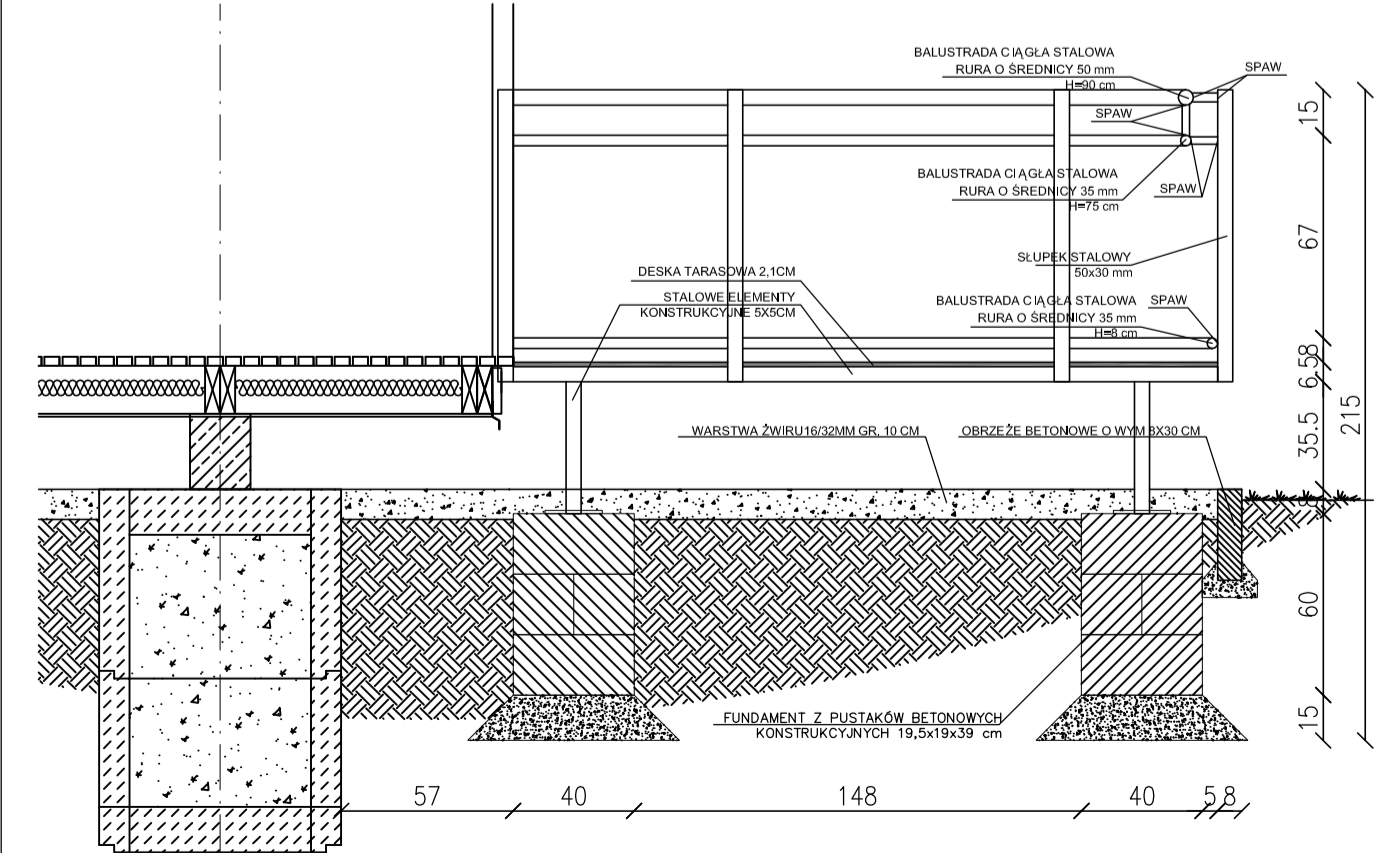 BALUSTRADA CIĄGŁA STALOWA
RURA O ŚREDNICY 50 mm
H=90 cm
SPAW
SPAW
BALUSTRADA CIĄGŁA STALOWA
RURA O ŚREDNICY 35 mm
H=75 cm
SPAW
SŁUPEK STALOWY
50x30 mm
DESKA TARASOWA 2,1CM
STALOWE ELEMENTY
KONSTRUKCYJNE 5X5CM
BALUSTRADA CIĄGŁA STALOWA
RURA O ŚREDNICY 35 mm
H=8 cm
SPAW
WARSTWA ŻWIRU16/32MM GR, 10 CM
OBRZEŻE BETONOWE O WYM 8X30 CM
FUNDAMENT Z PUSTAKÓW BETONOWYCH
KONSTRUKCYJNYCH 19,5x19x39 cm
15
67
6.58
35.5
60
15
215
57
40
148
40
58